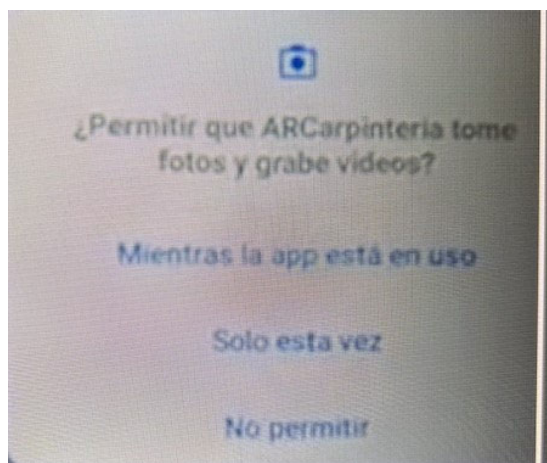 ¿Permitir que ARCarpinteria tome
fotos y grabe videos?
Mientras la app está en uso
Solo esta vez
No permitir